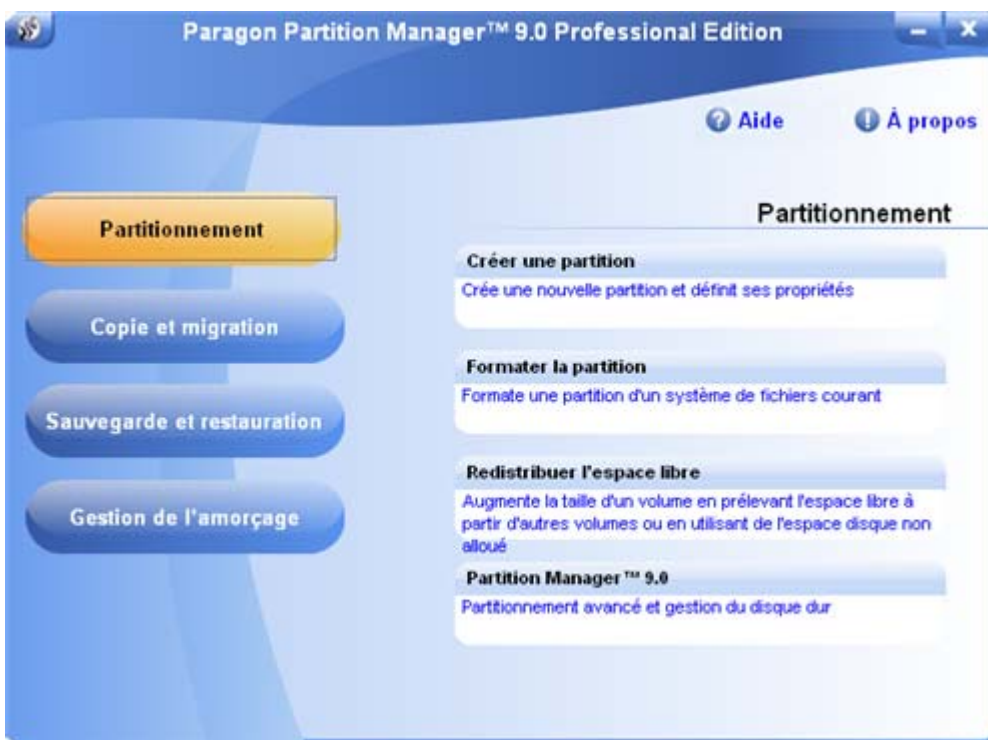 Paragon Partition Manager™ 9.0 Professional Edition
Aide
À propos
Partitionnement
Copie et migration
Sauvegarde et restauration
Gestion de l'amorçage
Partitionnement
Créer une partition
Crée une nouvelle partition et définit ses propriétés
Formater la partition
Formate une partition d'un système de fichiers courant
Redistribuer l'espace libre
Augmente la taille d'un volume en prélevant l'espace libre à
partir d'autres volumes ou en utilisant de l'espace disque non
alloué
Partition Manager™ 9.0
Partitionnement avancé et gestion du disque dur